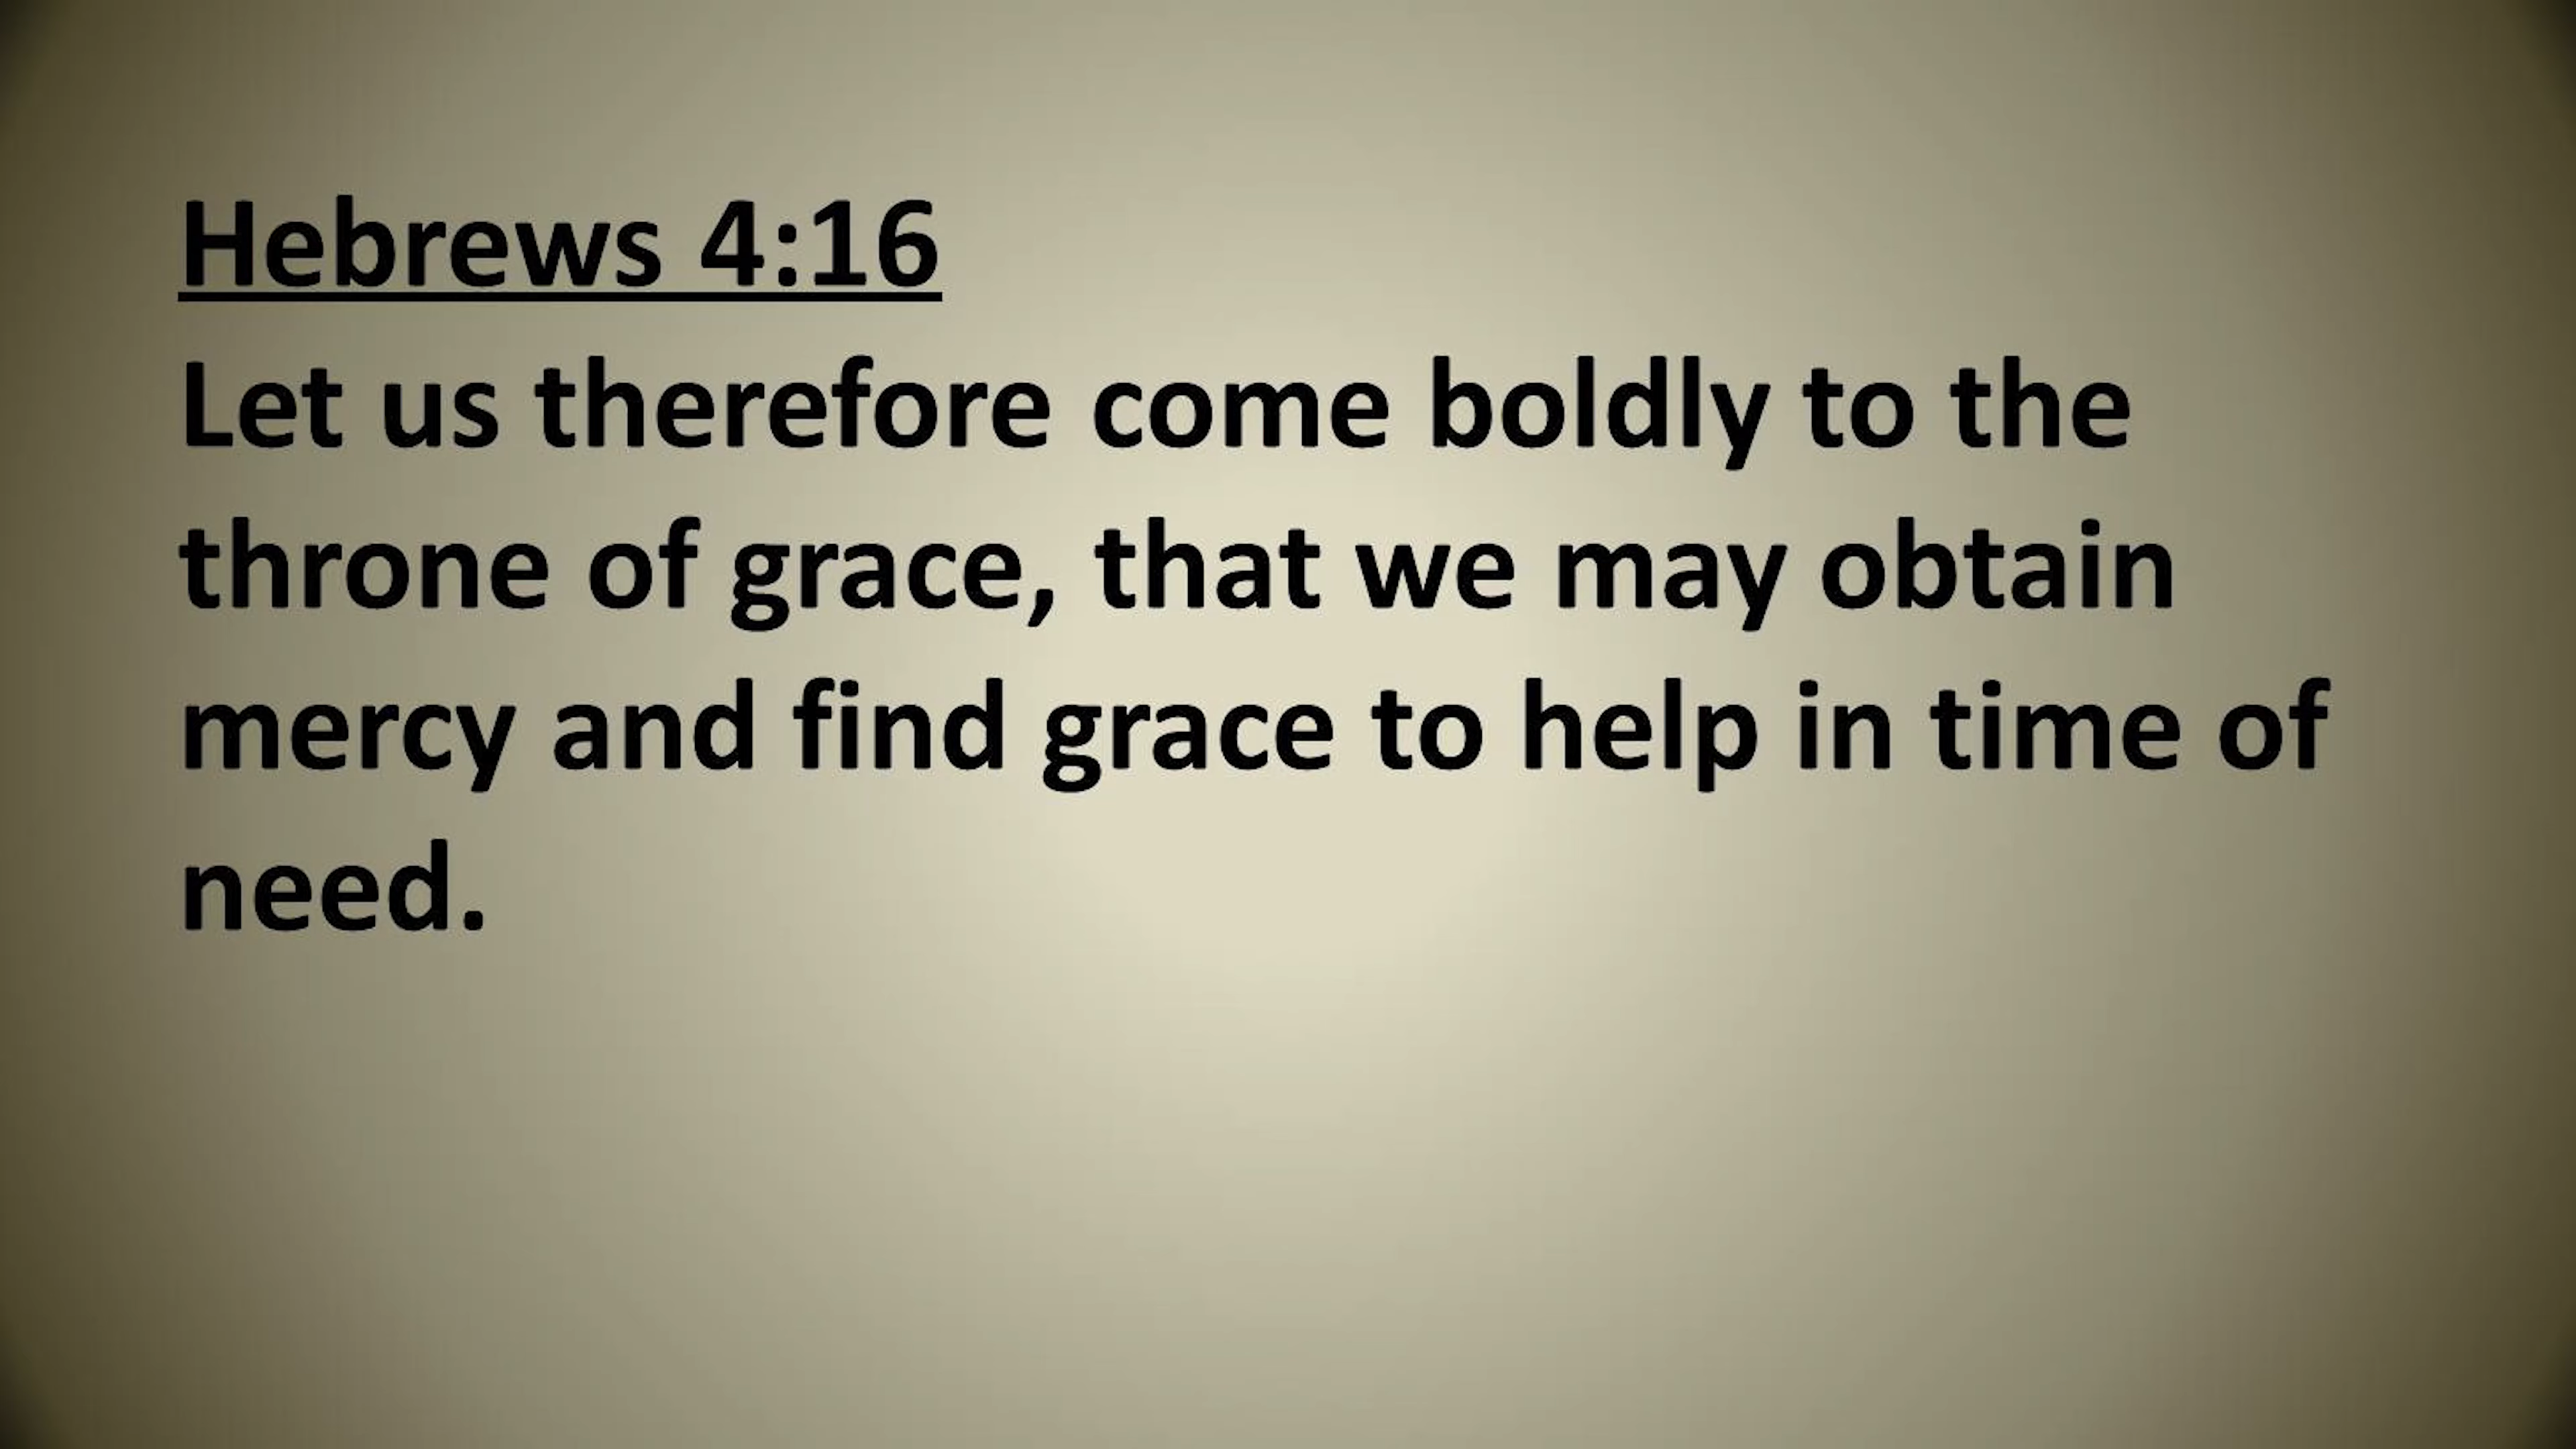 Hebrews 4:16
Let us therefore come boldly to the
throne of grace, that we may obtain
mercy and find grace to help in time of
need.